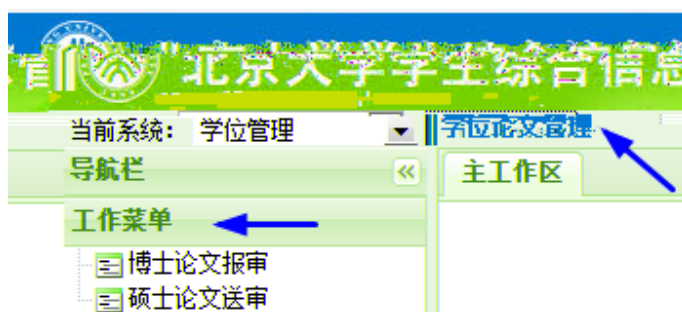 北京大学学生综合信息
当前系统： 学位管理 学位论文管理
导航栏 主工作区
工作菜单
博士论文报审
硕士论文送审